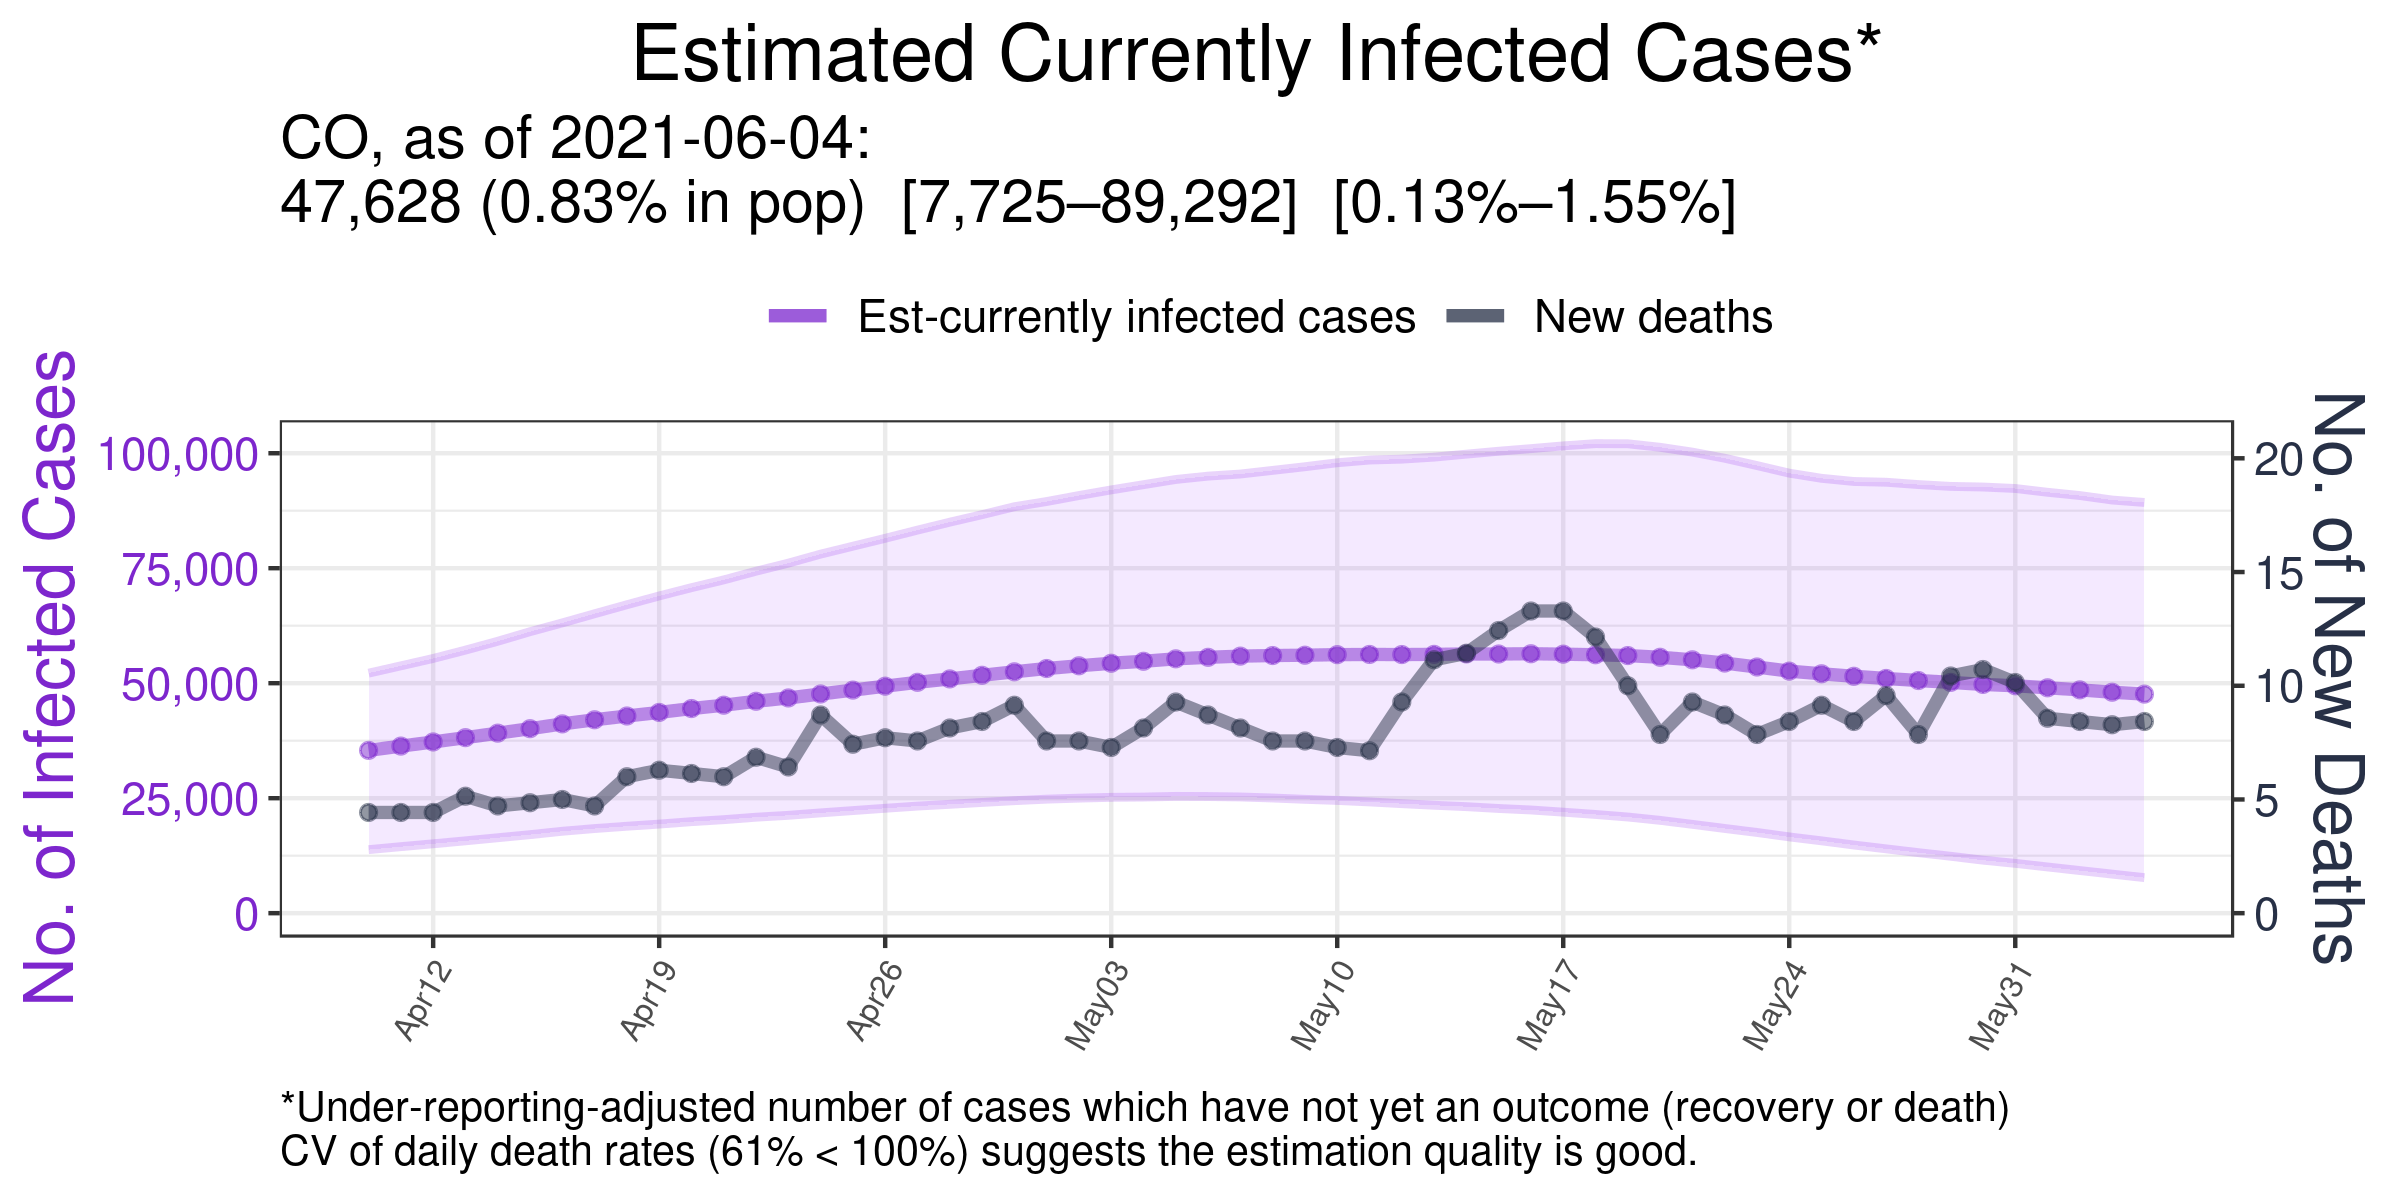 Estimated Currently Infected Cases*
CO, as of 2021-06-04:
47,628 (0.83% in pop)  [7,725–89,292]  [0.13%–1.55%]
Est-currently infected cases
New deaths
No. of Infected Cases
100,000
75,000
50,000
25,000
0
20
15
10
5
0
No. of New Deaths
Apr12
Apr19
Apr26
May03
May10
May17
May24
May31
*Under-reporting-adjusted number of cases which have not yet an outcome (recovery or death)
CV of daily death rates (61% < 100%) suggests the estimation quality is good.